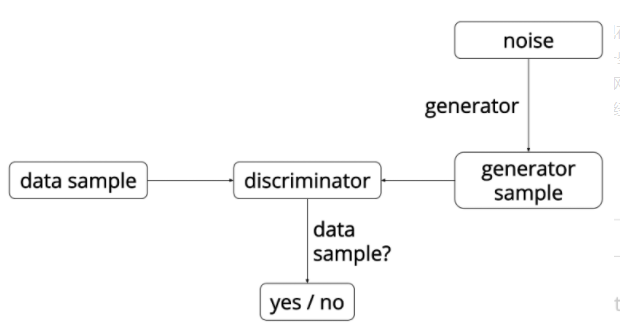 noise
generator
generator
sample
data sample
discriminator
data
sample?
yes / no